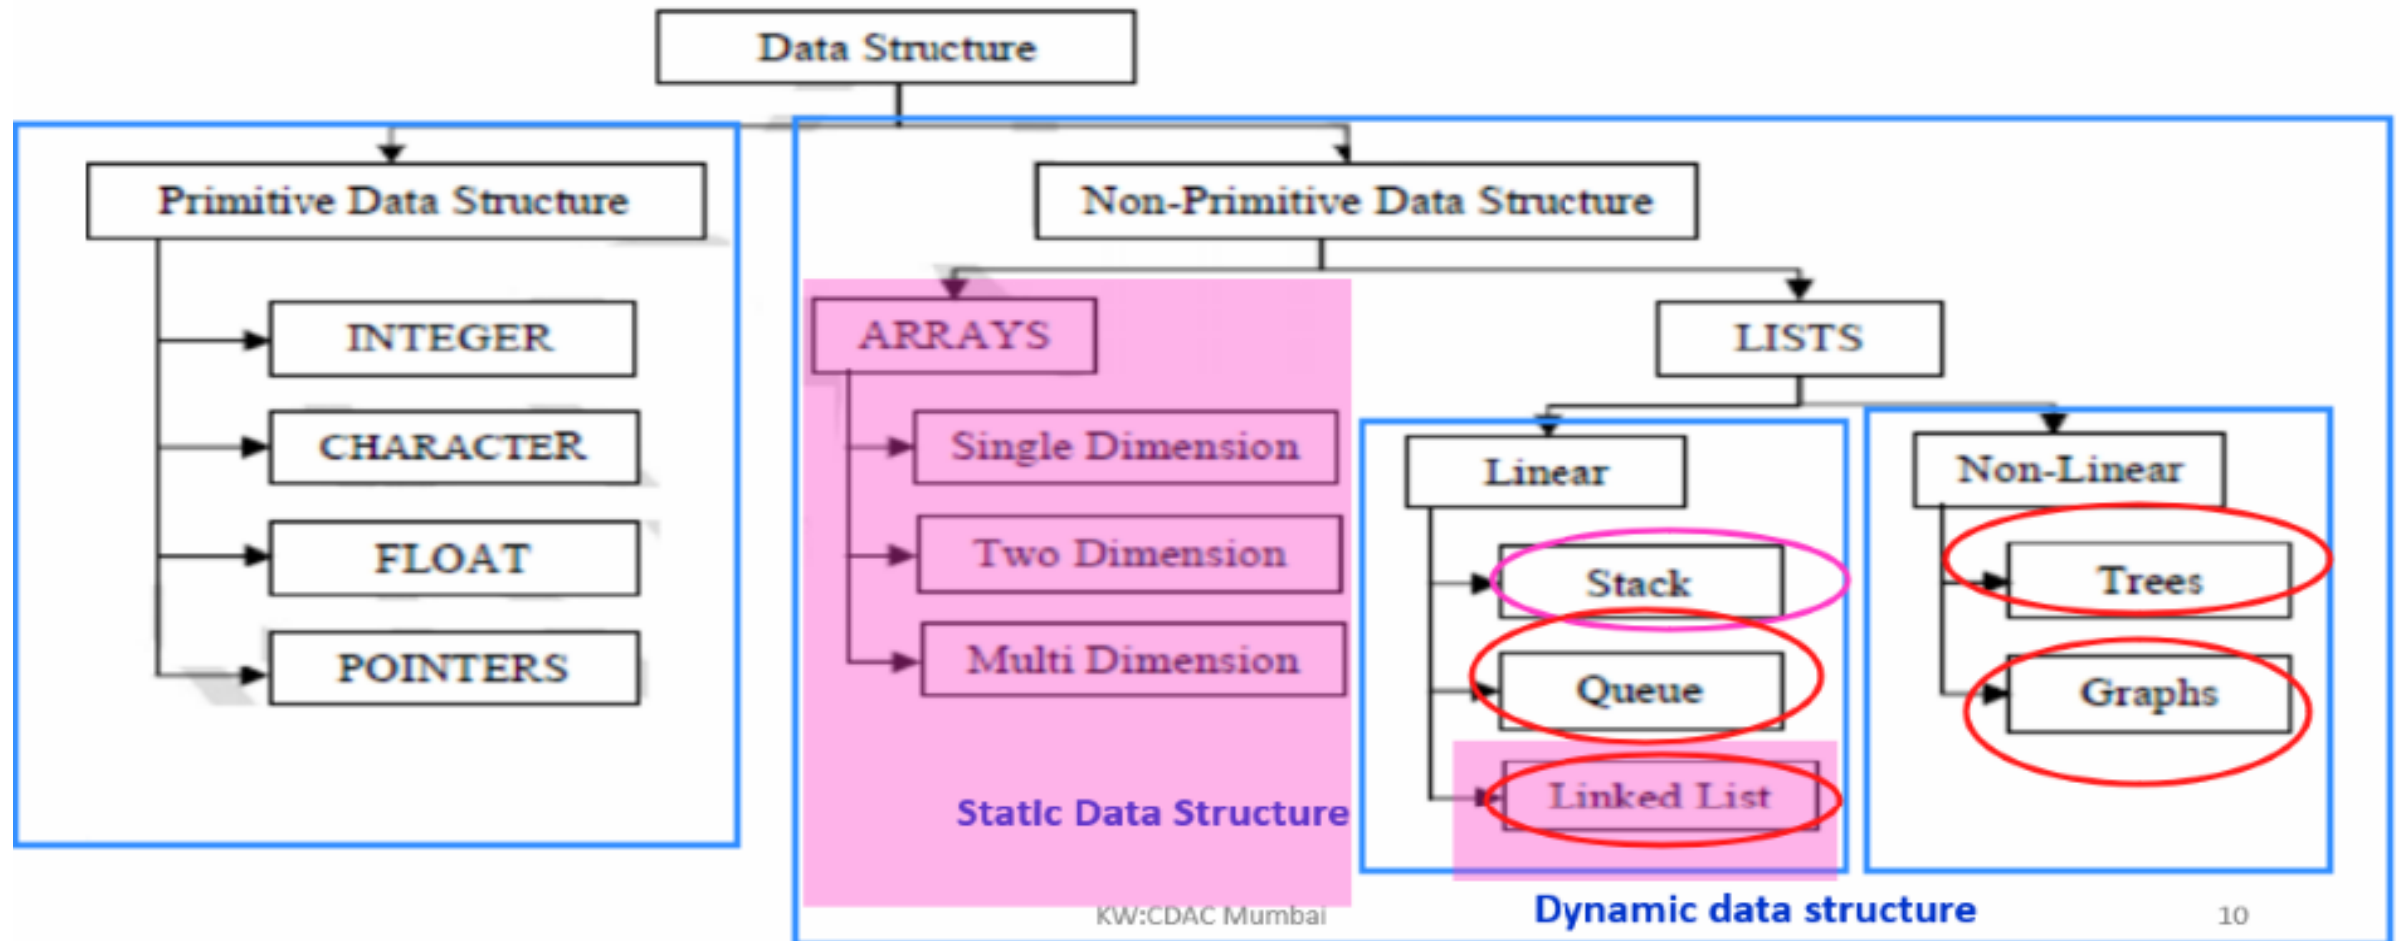 Data Structure
Primitive Data Structure
Non-Primitive Data Structure
INTEGER
CHARACTER
FLOAT
POINTERS
ARRAYS
Single Dimension
Two Dimension
Multi Dimension
Static Data Structure
LISTS
Linear
Stack
Queue
Linked List
Non-Linear
Trees
Graphs
Dynamic data structure
KW:CDAC Mumbai
10